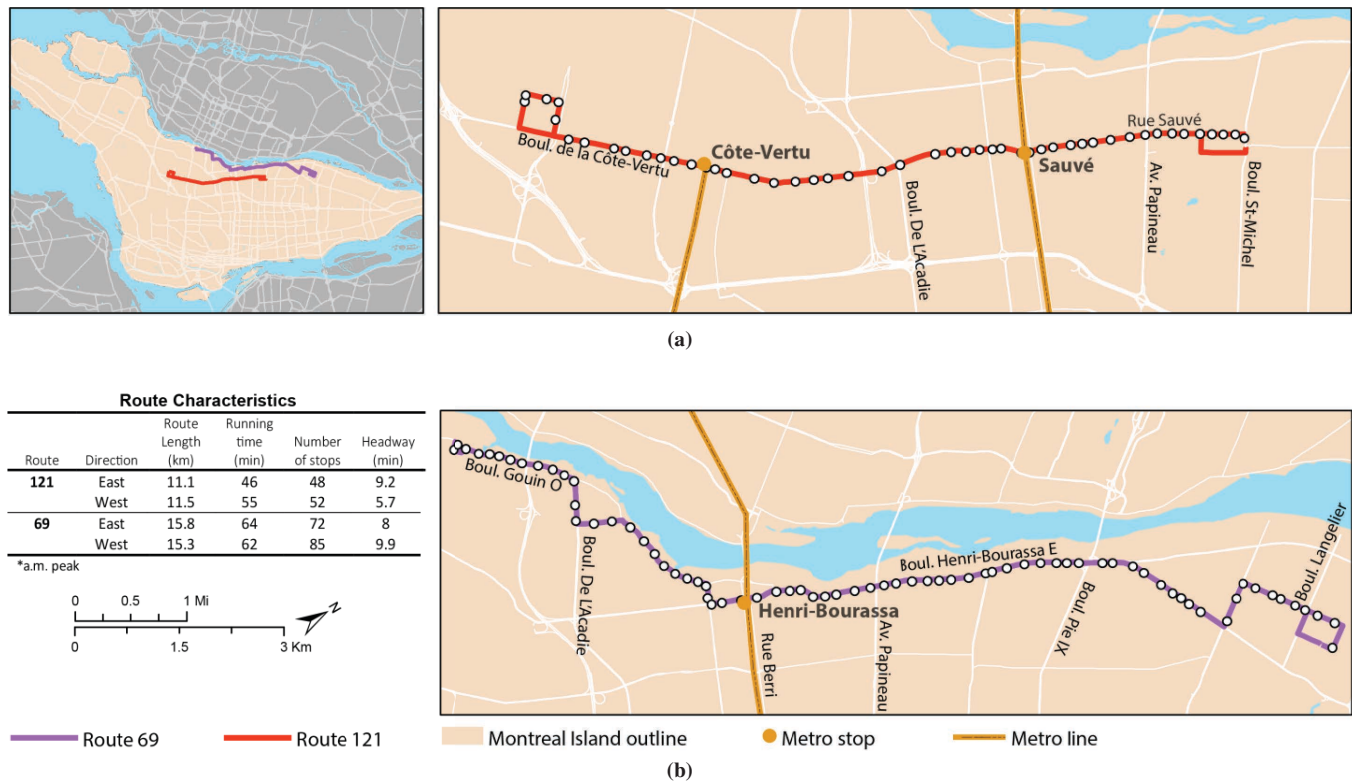 Côte-Vertu
Boul. de la Côte-Vertu
Rue Sauvé
Sauvé
Boul. De L'Acadie
Av. Papineau
Boul. St-Michel
(a)
Route Characteristics
Route Direction Route Length (km) Running time (min) Number of stops Headway (min)
121 East 11.1 46 48 9.2
West 11.5 55 52 5.7
69 East 15.8 64 72 8
West 15.3 62 85 9.9
*a.m. peak
0 0.5 1 Mi
0 1.5 3 Km
N
Boul. Gouin O
Boul. De L'Acadie
Henri-Bourassa
Rue Berri
Boul. Henri-Bourassa E
Av. Papineau
Boul. Pie IX
Boul. Langelier
Route 69
Route 121
Montreal Island outline
Metro stop
Metro line
(b)